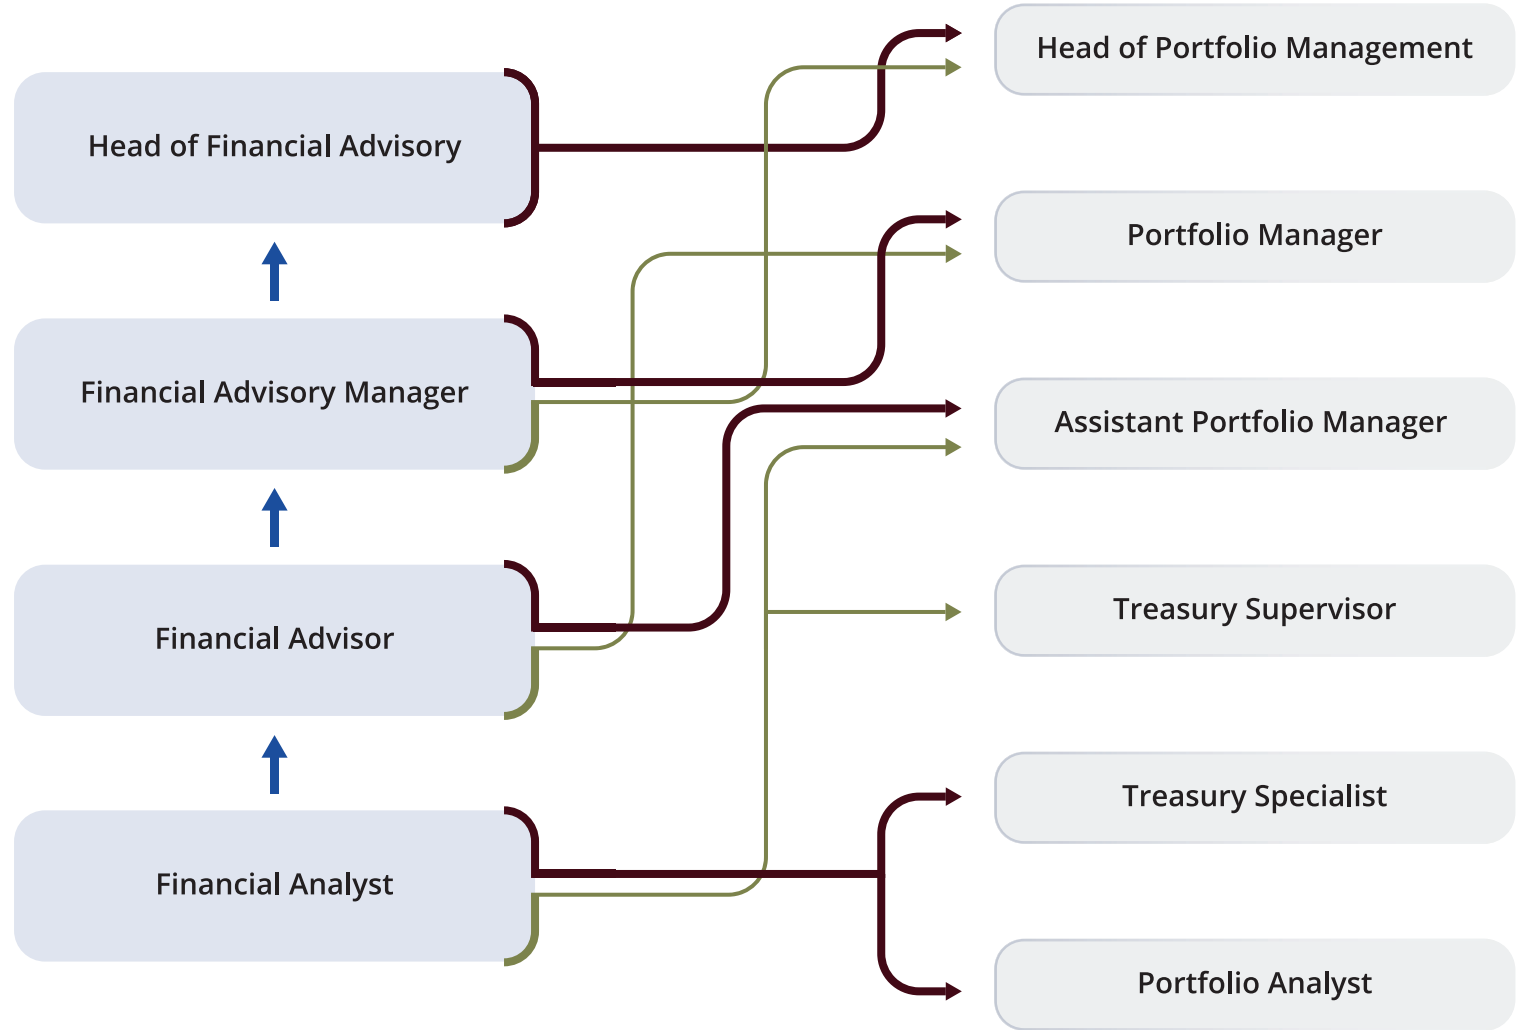 Head of Financial Advisory
Financial Advisory Manager
Financial Advisor
Financial Analyst
Head of Portfolio Management
Portfolio Manager
Assistant Portfolio Manager
Treasury Supervisor
Treasury Specialist
Portfolio Analyst